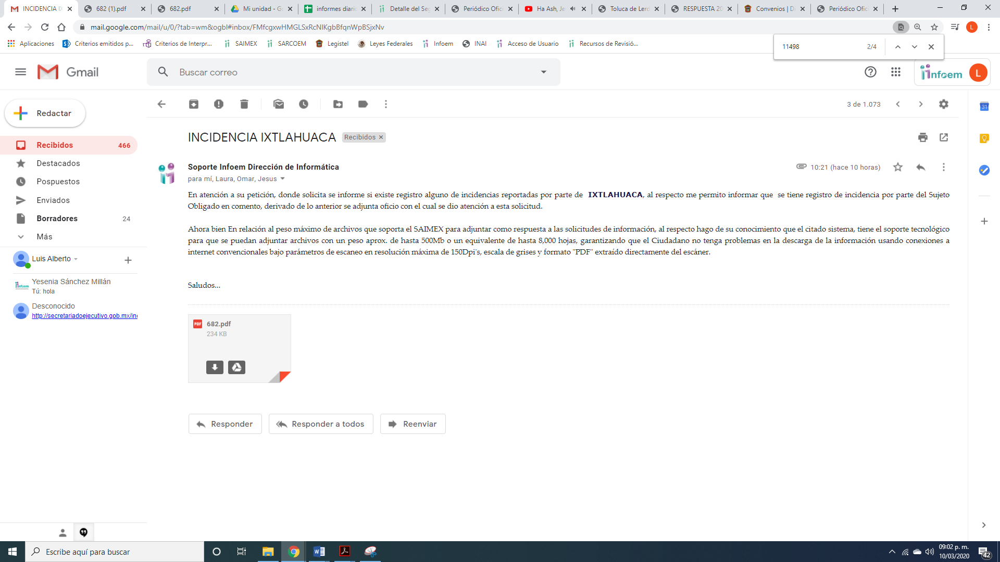 INCIDENCIA IX
682 (1).pdf
682.pdf
Mi unidad - Go
informes diario
Detalle del Seg
Periódico Ofic
Ha Ash, Je
Toluca de Lerd
RESPUESTA 20
Convenios | Di
Periódico Ofic
mail.google.com/mail/u/0/?tab=wm&ogbl#inbox/FMfcgxwHMGLSxRcNlKgbBfqnWpBSjxNv
L
Aplicaciones
Criterios emitidos p...
Criterios de Interpr...
SAIMEX
SARCOEM
Legistel
Leyes Federales
Infoem
INAI
Acceso de Usuario
Recursos de Revisió...
11498
2/4
Gmail
Buscar correo
infoem
L
Redactar
3 de 1.073
31
Recibidos
466
Destacados
Pospuestos
Enviados
Borradores
24
Más
Luis Alberto
Yesenia Sánchez Millán
Tú: hola
infoem
Desconocido
http://secretariadoejecutivo.gob.mx/in
INCIDENCIA IXTLAHUACA
Recibidos
Soporte Infoem Dirección de Informática
10:21 (hace 10 horas)
para mí, Laura, Omar, Jesus
En atención a su petición, donde solicita se informe si existe registro alguno de incidencias reportadas por parte de IXTLAHUACA, al respecto me permito informar que se tiene registro de incidencia por parte del Sujeto
Obligado en comento, derivado de lo anterior se adjunta oficio con el cual se dio atención a esta solicitud.
Ahora bien En relación al peso máximo de archivos que soporta el SAIMEX para adjuntar como respuesta a las solicitudes de información, al respecto hago de su conocimiento que el citado sistema, tiene el soporte tecnológico
para que se puedan adjuntar archivos con un peso aprox. de hasta 500Mb o un equivalente de hasta 8,000 hojas, garantizando que el Ciudadano no tenga problemas en la descarga de la información usando conexiones a
internet convencionales bajo parámetros de escaneo en resolución máxima de 150Dpi's, escala de grises y formato "PDF" extraído directamente del escáner.
Saludos...
PDF
682.pdf
234 KB
Responder
Responder a todos
Reenviar
Escribe aquí para buscar
09:02 p. m.
10/03/2020
42